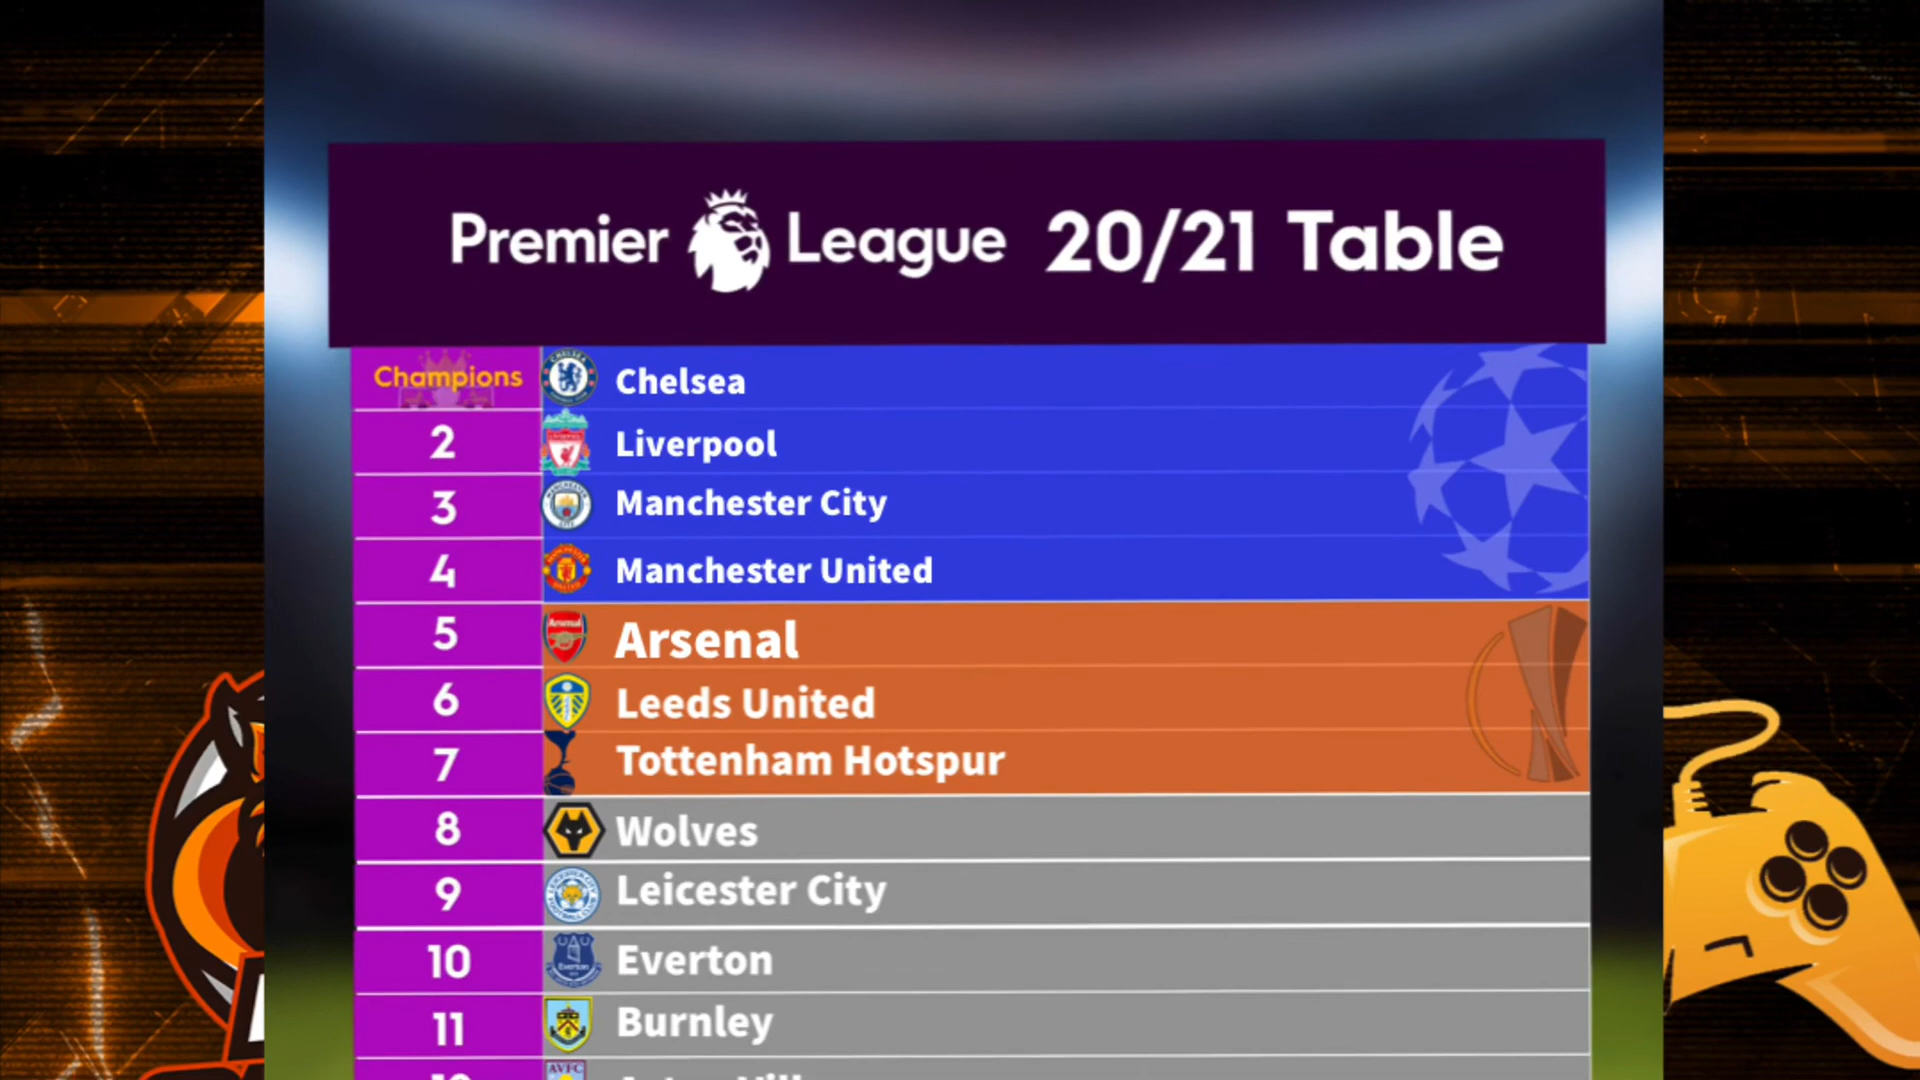 Premier League 20/21 Table
Champions Chelsea
2 Liverpool
3 Manchester City
4 Manchester United
5 Arsenal
6 Leeds United
7 Tottenham Hotspur
8 Wolves
9 Leicester City
10 Everton
11 Burnley
AVFC